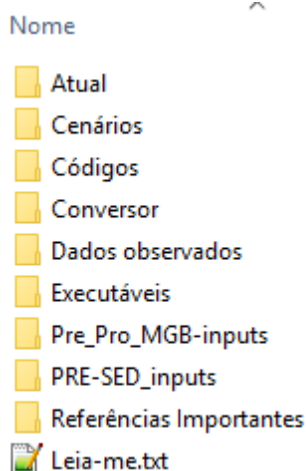 Nome
Atual
Cenários
Códigos
Conversor
Dados observados
Executáveis
Pre_Pro_MGB-inputs
PRE-SED_inputs
Referências Importantes
Leia-me.txt